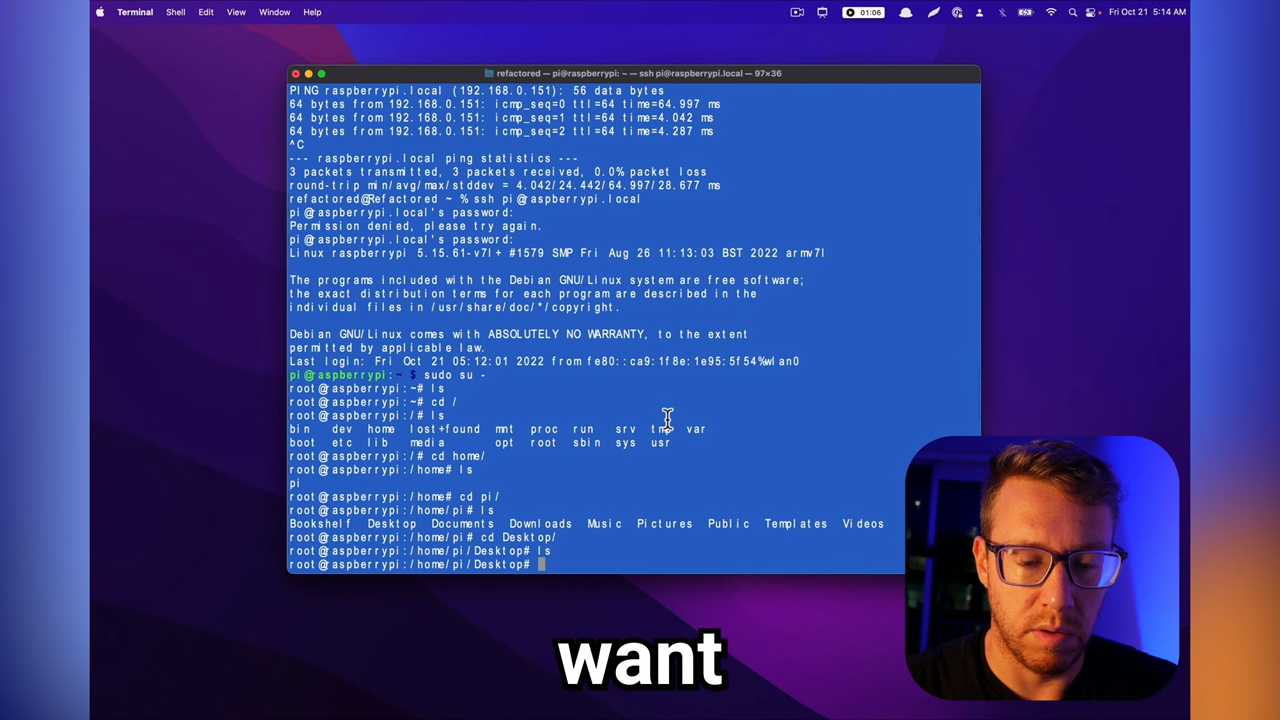 Terminal Shell Edit View Window Help 01:06 Fri Oct 21 5:14 AM
refactored — pi@raspberrypi: ~ — ssh pi@raspberrypi.local — 97×36
PING raspberrypi.local (192.168.0.151): 56 data bytes
64 bytes from 192.168.0.151: icmp_seq=0 ttl=64 time=64.997 ms
64 bytes from 192.168.0.151: icmp_seq=1 ttl=64 time=4.042 ms
64 bytes from 192.168.0.151: icmp_seq=2 ttl=64 time=4.287 ms
^C
--- raspberrypi.local ping statistics ---
3 packets transmitted, 3 packets received, 0.0% packet loss
round-trip min/avg/max/stddev = 4.042/24.442/64.997/28.677 ms
refactored@Refactored ~ % ssh pi@raspberrypi.local
pi@raspberrypi.local's password:
Permission denied, please try again.
pi@raspberrypi.local's password:
Linux raspberrypi 5.15.61-v7l+ #1579 SMP Fri Aug 26 11:13:03 BST 2022 armv7l
The programs included with the Debian GNU/Linux system are free software;
the exact distribution terms for each program are described in the
individual files in /usr/share/doc/*/copyright.
Debian GNU/Linux comes with ABSOLUTELY NO WARRANTY, to the extent
permitted by applicable law.
Last login: Fri Oct 21 05:12:01 2022 from fe80::ca9:1f8e:1e95:5f54%wlan0
pi@raspberrypi:~ $ sudo su -
root@raspberrypi:~# ls
root@raspberrypi:~# cd /
root@raspberrypi:/# ls
bin dev home lost+found mnt proc run srv tmp var
boot etc lib media opt root sbin sys usr
root@raspberrypi:/# cd home/
root@raspberrypi:/home# ls
pi
root@raspberrypi:/home# cd pi/
root@raspberrypi:/home/pi# ls
Bookshelf Desktop Documents Downloads Music Pictures Public Templates Videos
root@raspberrypi:/home/pi# cd Desktop/
root@raspberrypi:/home/pi/Desktop# ls
root@raspberrypi:/home/pi/Desktop#
want